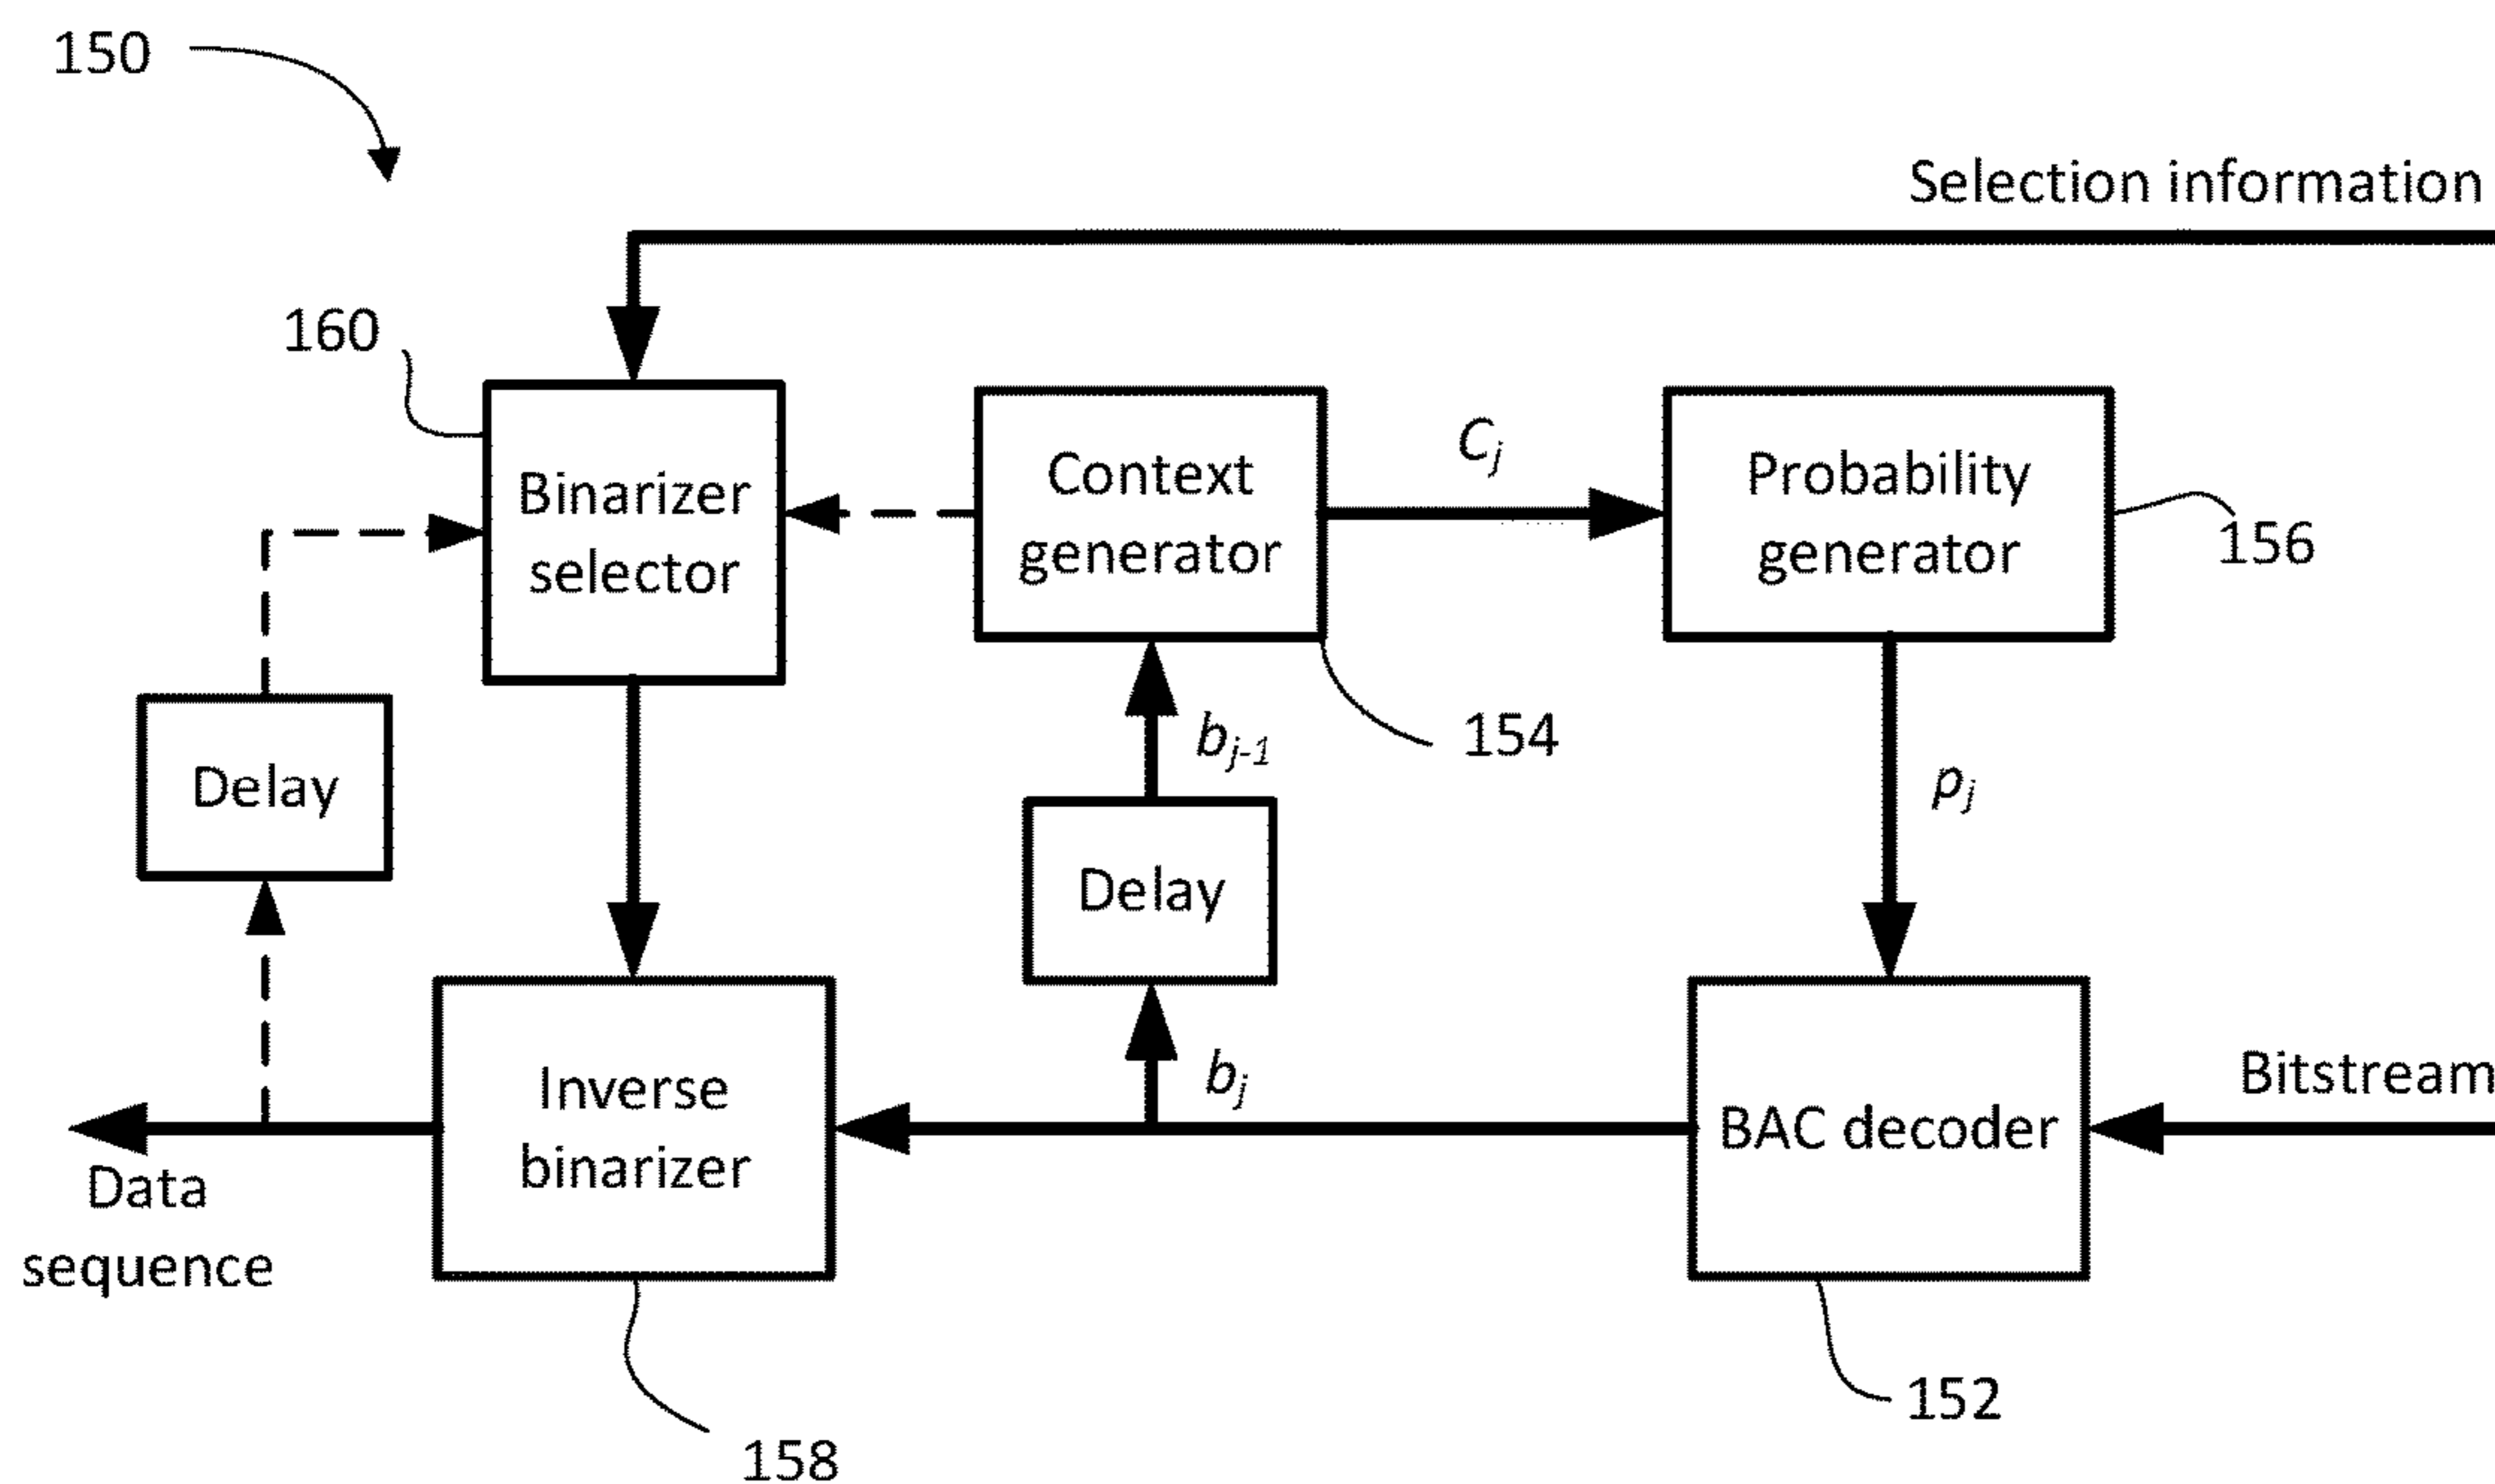 150
Selection information
160
Binarizer
selector
Context
generator
C_j
Probability
generator
156
Delay
b_{j-1}
154
p_j
Delay
b_j
Inverse
binarizer
BAC decoder
Bitstream
Data
sequence
152
158